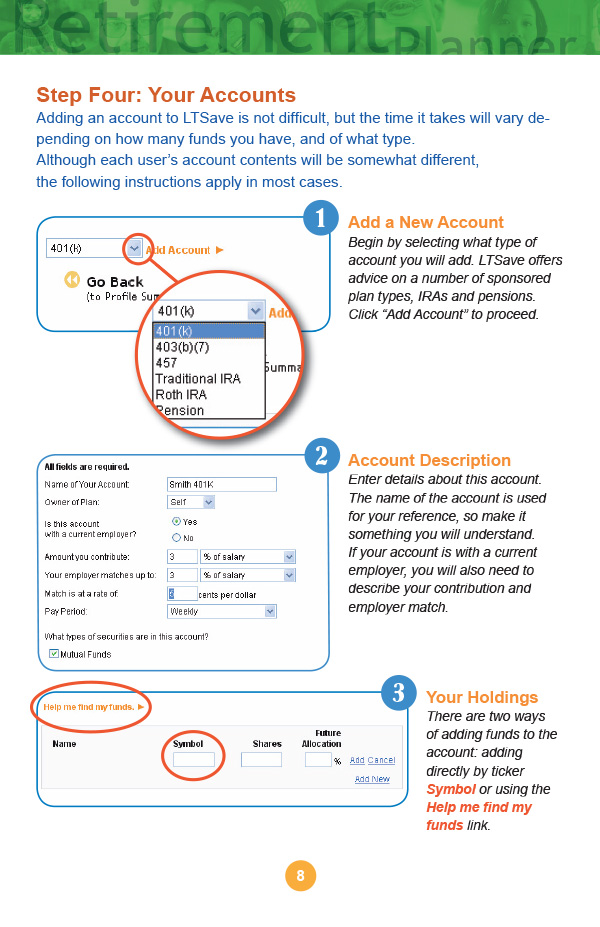 Retirement Planner
Step Four: Your Accounts
Adding an account to LTSave is not difficult, but the time it takes will vary de-
pending on how many funds you have, and of what type.
Although each user's account contents will be somewhat different,
the following instructions apply in most cases.
1
401(k)
Add Account
Go Back
(to Profile Sum
401(k)
Add
401(k)
403(b)(7)
457
Traditional IRA
Roth IRA
Pension
Summa
Add a New Account
Begin by selecting what type of
account you will add. LTSave offers
advice on a number of sponsored
plan types, IRAs and pensions.
Click “Add Account” to proceed.
2
All fields are required.
Name of Your Account: Smith 401K
Owner of Plan: Self
Is this account
with a current employer?
Yes
No
Amount you contribute: 3 % of salary
Your employer matches up to: 3 % of salary
Match is at a rate of: cents per dollar
Pay Period: Weekly
What types of securities are in this account?
Mutual Funds
Account Description
Enter details about this account.
The name of the account is used
for your reference, so make it
something you will understand.
If your account is with a current
employer, you will also need to
describe your contribution and
employer match.
3
Help me find my funds.
Name Symbol Shares Future
Allocation
% Add Cancel
Add New
Your Holdings
There are two ways
of adding funds to the
account: adding
directly by ticker
Symbol or using the
Help me find my
funds link.
8